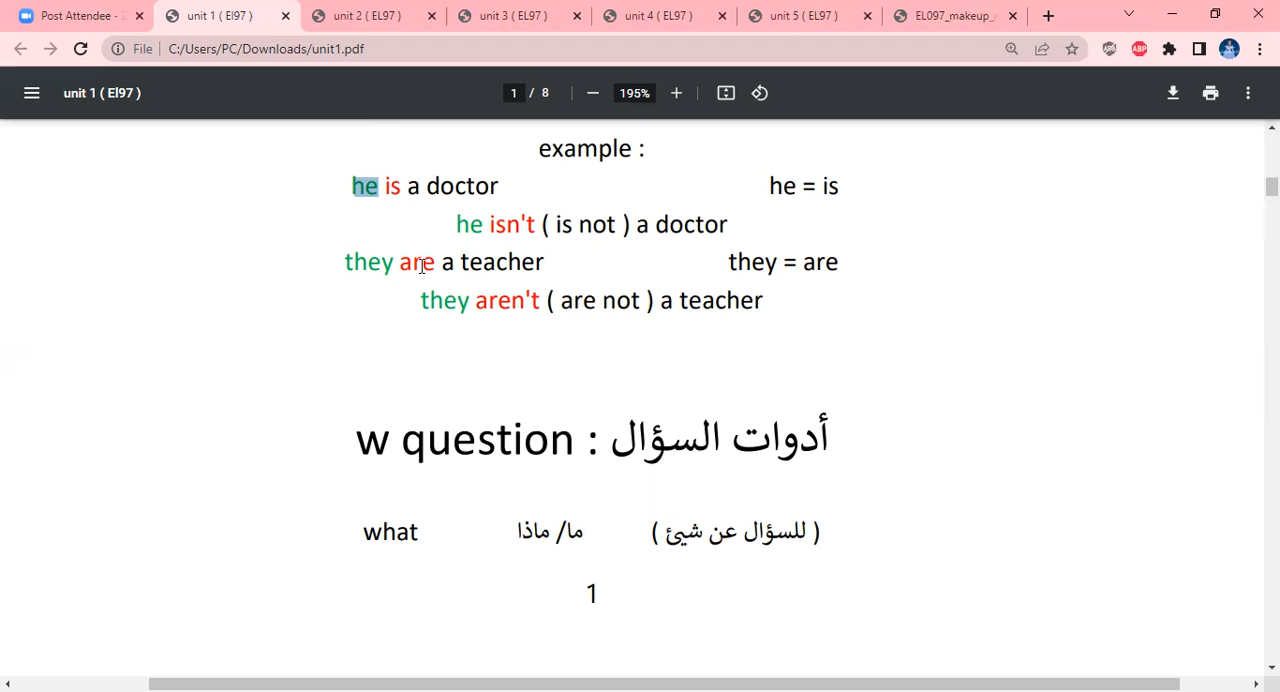 Post Attendee - Z
unit 1 ( El97 )
unit 2 ( EL97 )
unit 3 ( EL97 )
unit 4 ( EL97 )
unit 5 ( EL97 )
EL097_makeup_
File C:/Users/PC/Downloads/unit1.pdf
ABP
unit 1 ( El97 ) 1 / 8 195%
example :
he is a doctor he = is
he isn't ( is not ) a doctor
they are a teacher they = are
they aren't ( are not ) a teacher
w question : أدوات السؤال
what ما/ ماذا ( للسؤال عن شيئ )
1